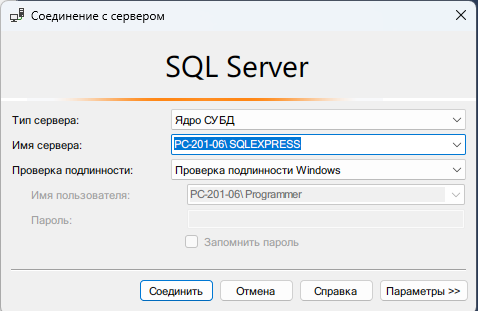 Соединение с сервером
SQL Server
Тип сервера: Ядро СУБД
Имя сервера: PC-201-06\SQLEXPRESS
Проверка подлинности: Проверка подлинности Windows
Имя пользователя: PC-201-06\Programmer
Пароль:
Запомнить пароль
Соединить Отмена Справка Параметры >>